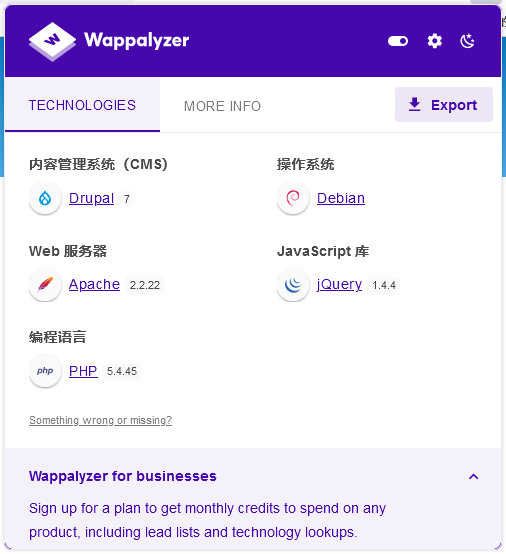 Wappalyzer
TECHNOLOGIES
MORE INFO
Export
内容管理系统（CMS）
Drupal 7
操作系统
Debian
Web 服务器
Apache 2.2.22
JavaScript 库
jQuery 1.4.4
编程语言
php PHP 5.4.45
Something wrong or missing?
Wappalyzer for businesses
Sign up for a plan to get monthly credits to spend on any
product, including lead lists and technology lookups.